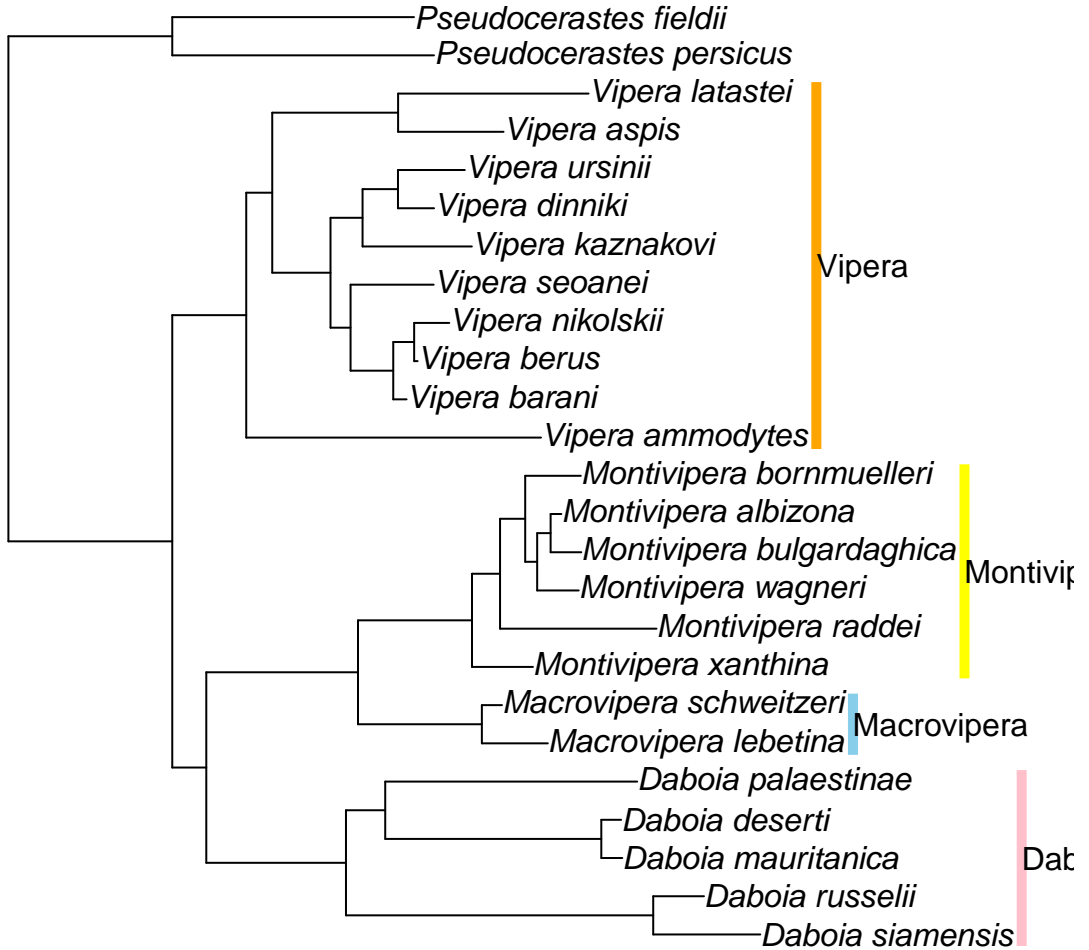 Pseudocerastes fieldii
Pseudocerastes persicus
Vipera latastei
Vipera aspis
Vipera ursinii
Vipera dinniki
Vipera kaznakovi
Vipera
Vipera seoanei
Vipera nikolskii
Vipera berus
Vipera barani
Vipera ammodytes
Montivipera bornmuelleri
Montivipera albizona
Montivipera bulgardaghica
Montivip
Montivipera wagneri
Montivipera raddei
Montivipera xanthina
Macrovipera schweitzeri
Macrovipera
Macrovipera lebetina
Daboia palaestinae
Daboia deserti
Daboia mauritanica
Dab
Daboia russelii
Daboia siamensis